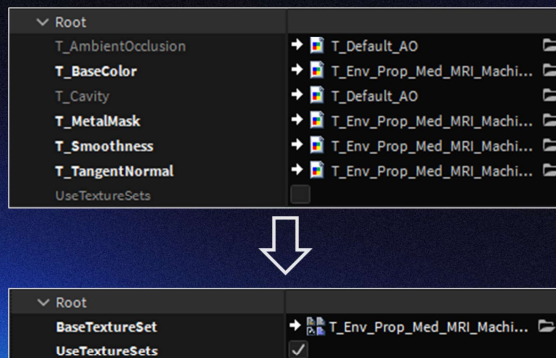 Root
T_AmbientOcclusion T_Default_AO
T_BaseColor T_Env_Prop_Med_MRI_Machi...
T_Cavity T_Default_AO
T_MetalMask T_Env_Prop_Med_MRI_Machi...
T_Smoothness T_Env_Prop_Med_MRI_Machi...
T_TangentNormal T_Env_Prop_Med_MRI_Machi...
UseTextureSets
Root
BaseTextureSet T_Env_Prop_Med_MRI_Machi...
UseTextureSets